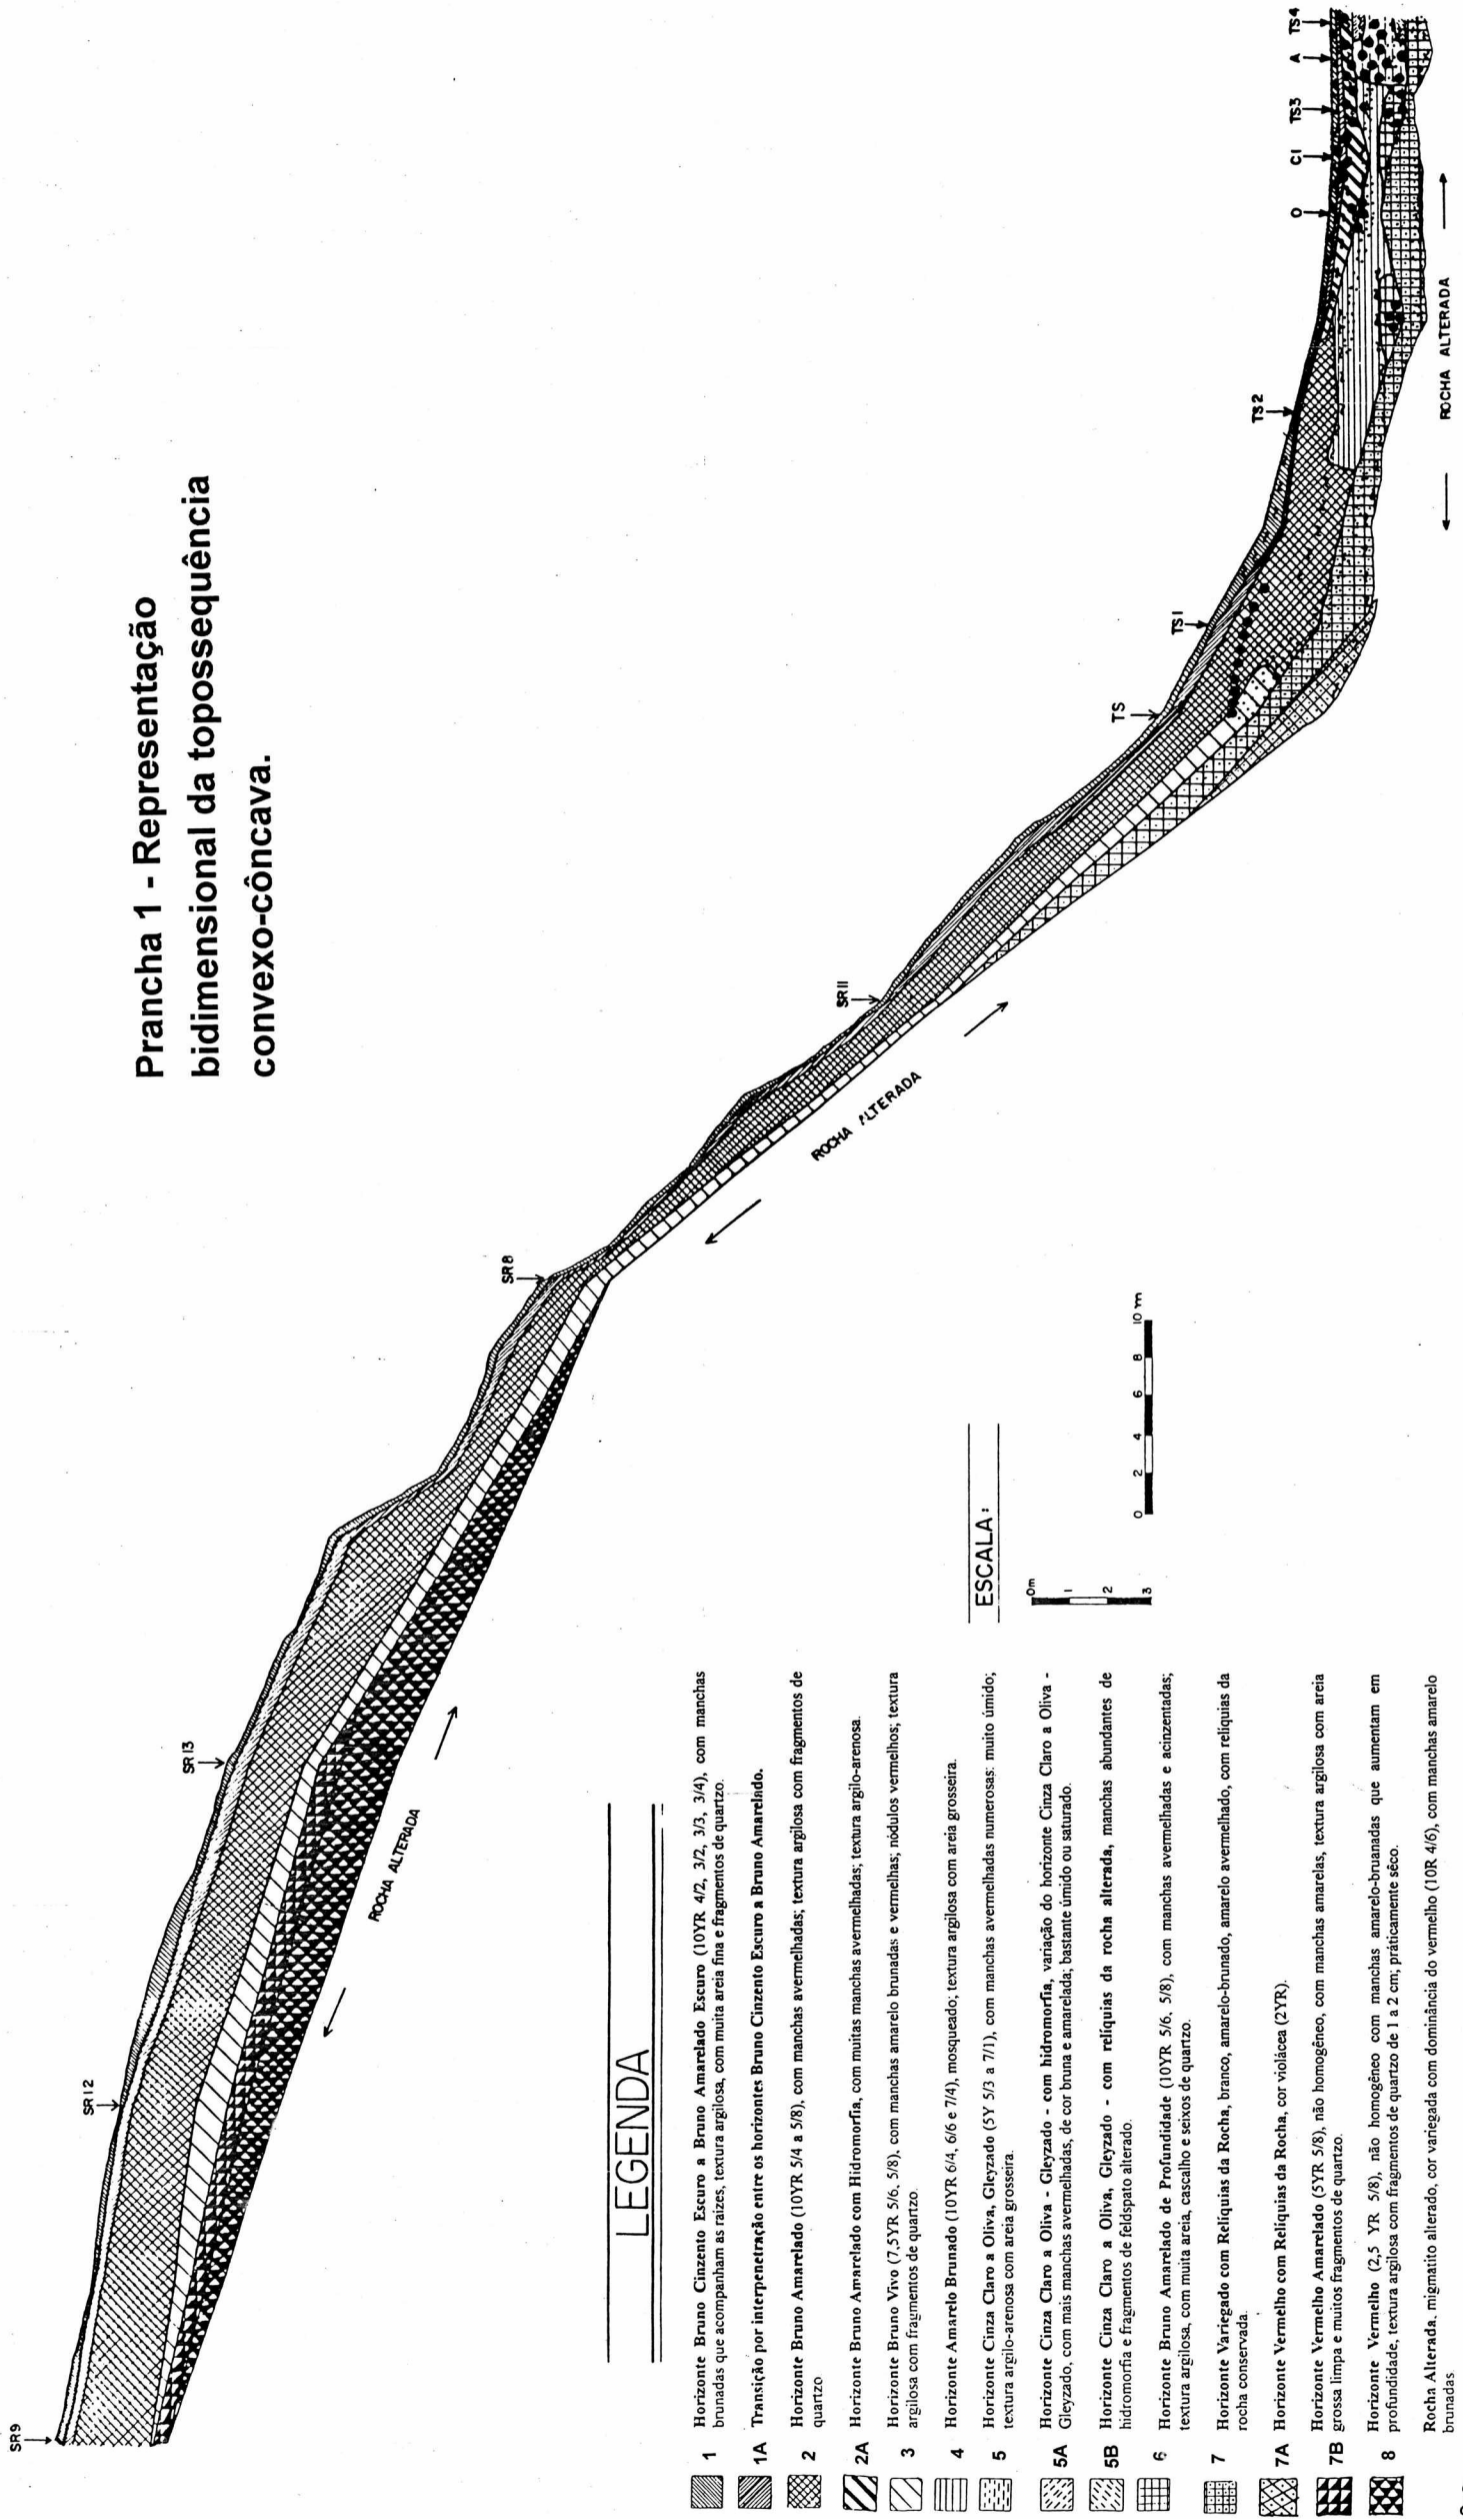 Prancha 1 - Representação
bidimensional da topossequência
convexo-côncava.
SR9
SR12
SR13
SR8
SR11
TS
TS1
TS2
O
C1
TS3
A
TS4
ROCHA ALTERADA
ROCHA ALTERADA
ROCHA ALTERADA
LEGENDA
1 Horizonte Bruno Cinzento Escuro a Bruno Amarelado Escuro (10YR 4/2, 3/2, 3/3, 3/4), com manchas
brunadas que acompanham as raízes, textura argilosa, com muita areia fina e fragmentos de quartzo.
1A Transição por interpenetração entre os horizontes Bruno Cinzento Escuro a Bruno Amarelado.
2 Horizonte Bruno Amarelado (10YR 5/4 a 5/8), com manchas avermelhadas; textura argilosa com fragmentos de
quartzo
2A Horizonte Bruno Amarelado com Hidromorfia, com muitas manchas avermelhadas; textura argilo-arenosa.
3 Horizonte Bruno Vivo (7,5YR 5/6, 5/8), com manchas amarelo brunadas e vermelhas; nódulos vermelhos; textura
argilosa com fragmentos de quartzo.
4 Horizonte Amarelo Brunado (10YR 6/4, 6/6 e 7/4), mosqueado; textura argilosa com areia grosseira.
5 Horizonte Cinza Claro a Oliva, Gleyzado (5Y 5/3 a 7/1), com manchas avermelhadas numerosas: muito úmido;
textura argilo-arenosa com areia grosseira.
5A Horizonte Cinza Claro a Oliva - Gleyzado - com hidromorfia, variação do horizonte Cinza Claro a Oliva -
Gleyzado, com mais manchas avermelhadas, de cor bruna e amarelada; bastante úmido ou saturado.
5B Horizonte Cinza Claro a Oliva, Gleyzado - com relíquias da rocha alterada, manchas abundantes de
hidromorfia e fragmentos de feldspato alterado.
6 Horizonte Bruno Amarelado de Profundidade (10YR 5/6, 5/8), com manchas avermelhadas e acinzentadas;
textura argilosa, com muita areia, cascalho e seixos de quartzo.
7 Horizonte Variegado com Relíquias da Rocha, branco, amarelo-brunado, amarelo avermelhado, com relíquias da
rocha conservada.
7A Horizonte Vermelho com Relíquias da Rocha, cor violácea (2YR).
7B Horizonte Vermelho Amarelado (5YR 5/8), não homogêneo, com manchas amarelas, textura argilosa com areia
grossa limpa e muitos fragmentos de quartzo.
8 Horizonte Vermelho (2,5 YR 5/8), não homogêneo com manchas amarelo-bruanadas que aumentam em
profundidade, textura argilosa com fragmentos de quartzo de 1 a 2 cm; práticamente sêco.
Rocha Alterada, migmatito alterado, cor variegada com dominância do vermelho (10R 4/6), com manchas amarelo
brunadas
ESCALA:
0m
1
2
3
0 2 4 6 8 10 m